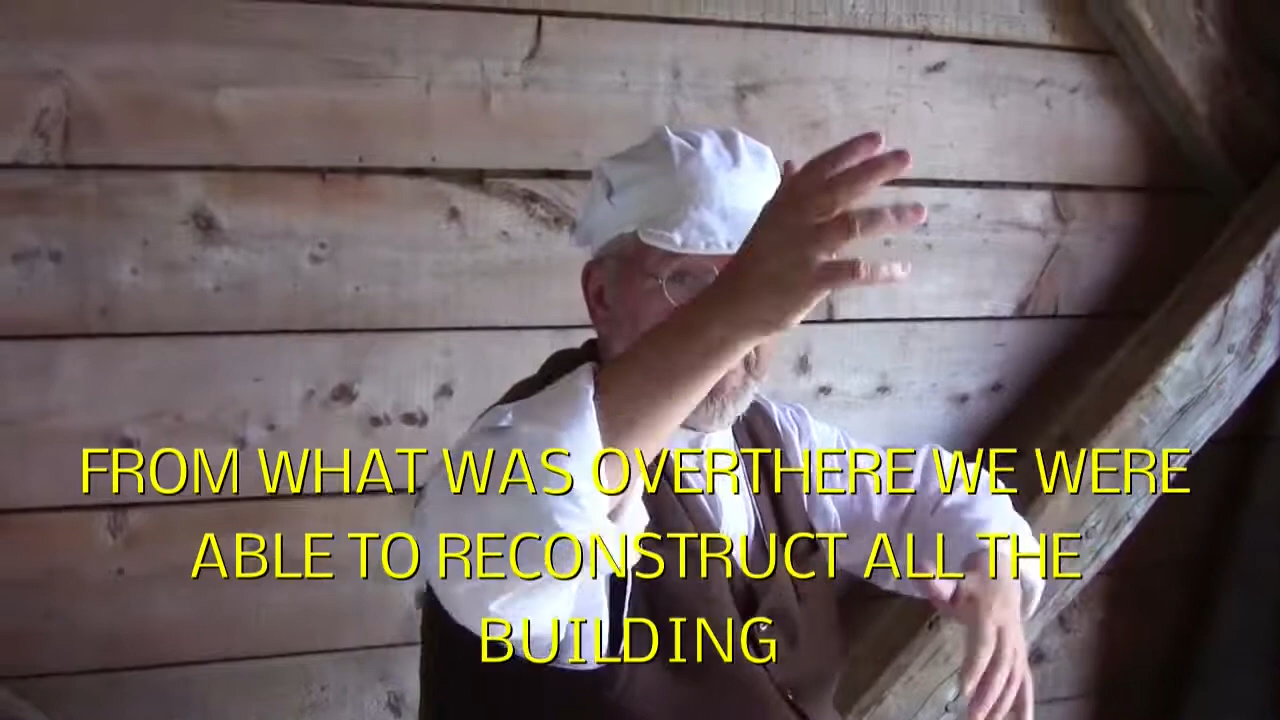 FROM WHAT WAS OVERTHERE WE WERE
ABLE TO RECONSTRUCT ALL THE
BUILDING